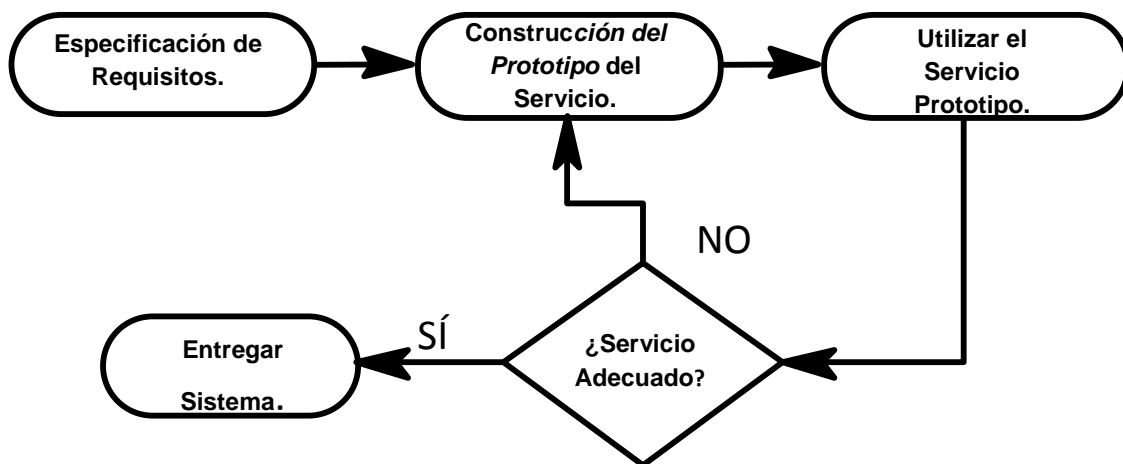 Especificación de
Requisitos.
Construcción del
Prototipo del
Servicio.
Utilizar el
Servicio
Prototipo.
NO
SÍ
¿Servicio
Adecuado?
Entregar
Sistema.